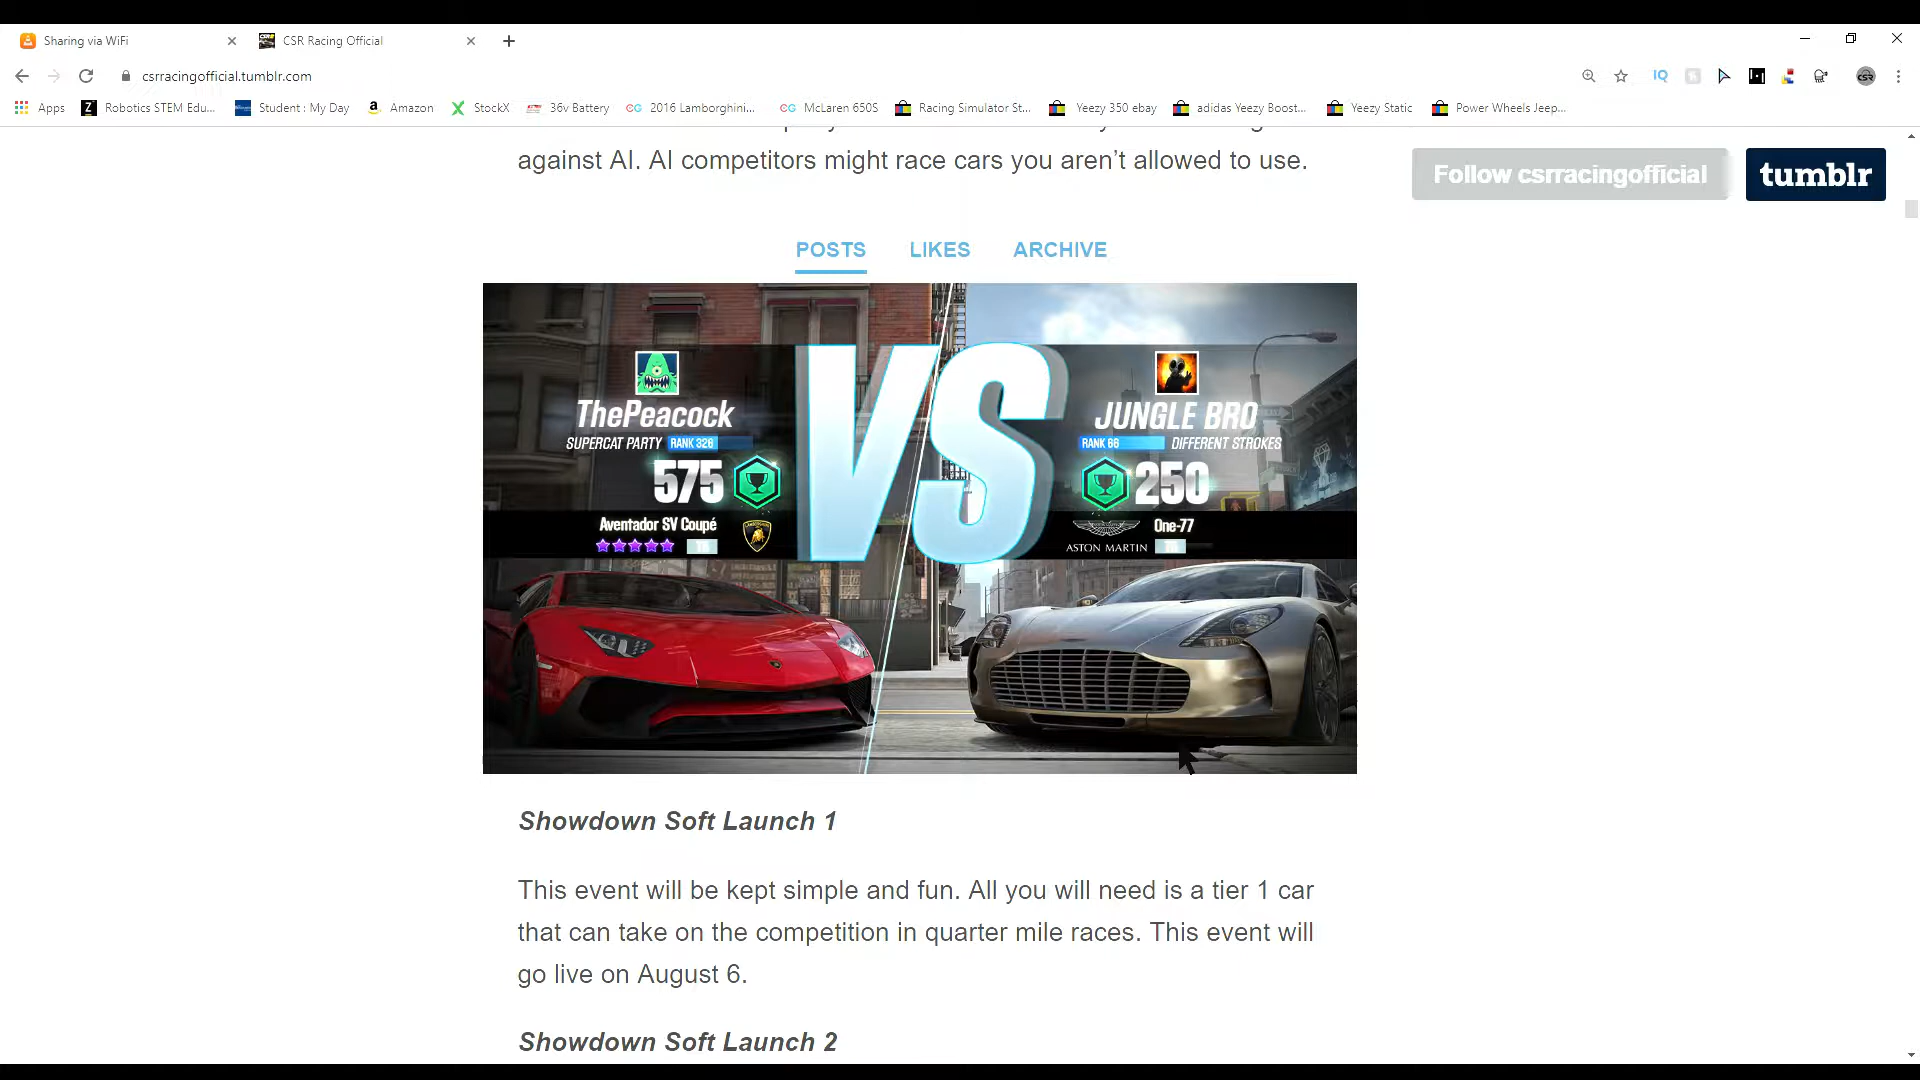 Sharing via WiFi
CSR Racing Official
csrracingofficial.tumblr.com
IQ
CSR
Apps
Robotics STEM Edu...
Student : My Day
Amazon
StockX
36v Battery
2016 Lamborghini...
McLaren 650S
Racing Simulator St...
Yeezy 350 ebay
adidas Yeezy Boost...
Yeezy Static
Power Wheels Jeep...
against AI. AI competitors might race cars you aren’t allowed to use.
Follow csrracingofficial
tumblr
POSTS LIKES ARCHIVE
VS
ThePeacock
SUPERCAT PARTY RANK 326
575
Aventador SV Coupé
JUNGLE BRO
RANK 66 DIFFERENT STROKES
250
One-77
ASTON MARTIN
Showdown Soft Launch 1
This event will be kept simple and fun. All you will need is a tier 1 car
that can take on the competition in quarter mile races. This event will
go live on August 6.
Showdown Soft Launch 2